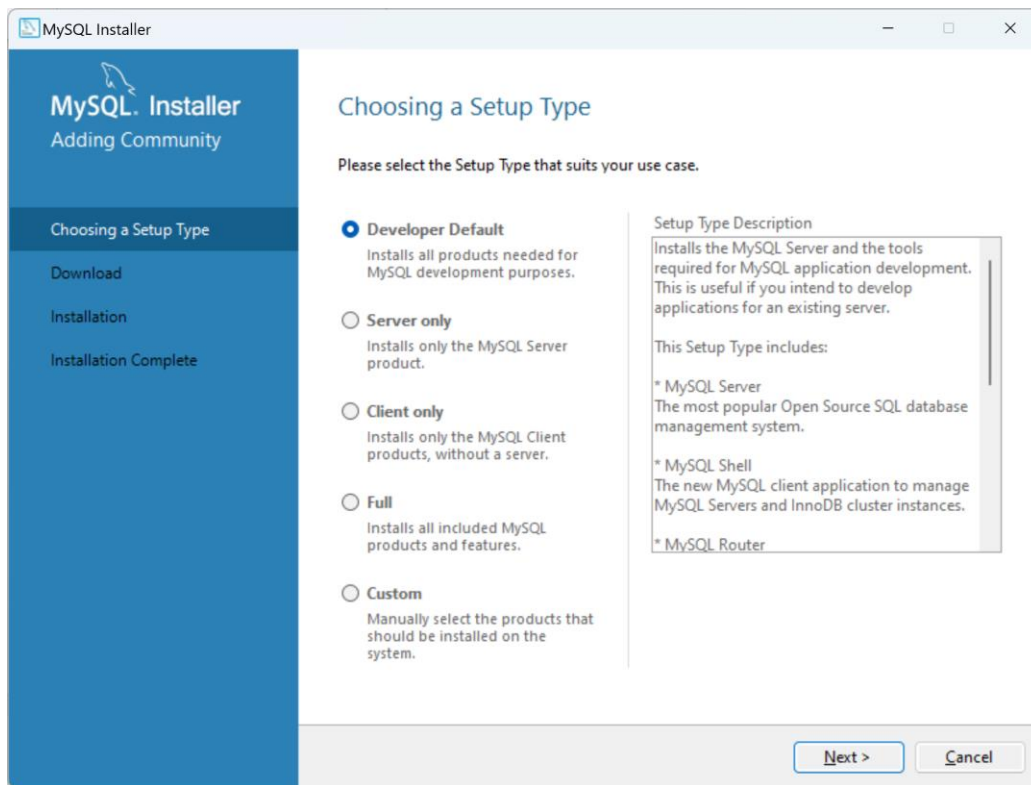 MySQL Installer
MySQL. Installer
Adding Community
Choosing a Setup Type
Download
Installation
Installation Complete
Choosing a Setup Type
Please select the Setup Type that suits your use case.
Developer Default
Installs all products needed for
MySQL development purposes.
Server only
Installs only the MySQL Server
product.
Client only
Installs only the MySQL Client
products, without a server.
Full
Installs all included MySQL
products and features.
Custom
Manually select the products that
should be installed on the
system.
Setup Type Description
Installs the MySQL Server and the tools
required for MySQL application development.
This is useful if you intend to develop
applications for an existing server.
This Setup Type includes:
* MySQL Server
The most popular Open Source SQL database
management system.
* MySQL Shell
The new MySQL client application to manage
MySQL Servers and InnoDB cluster instances.
* MySQL Router
Next >
Cancel